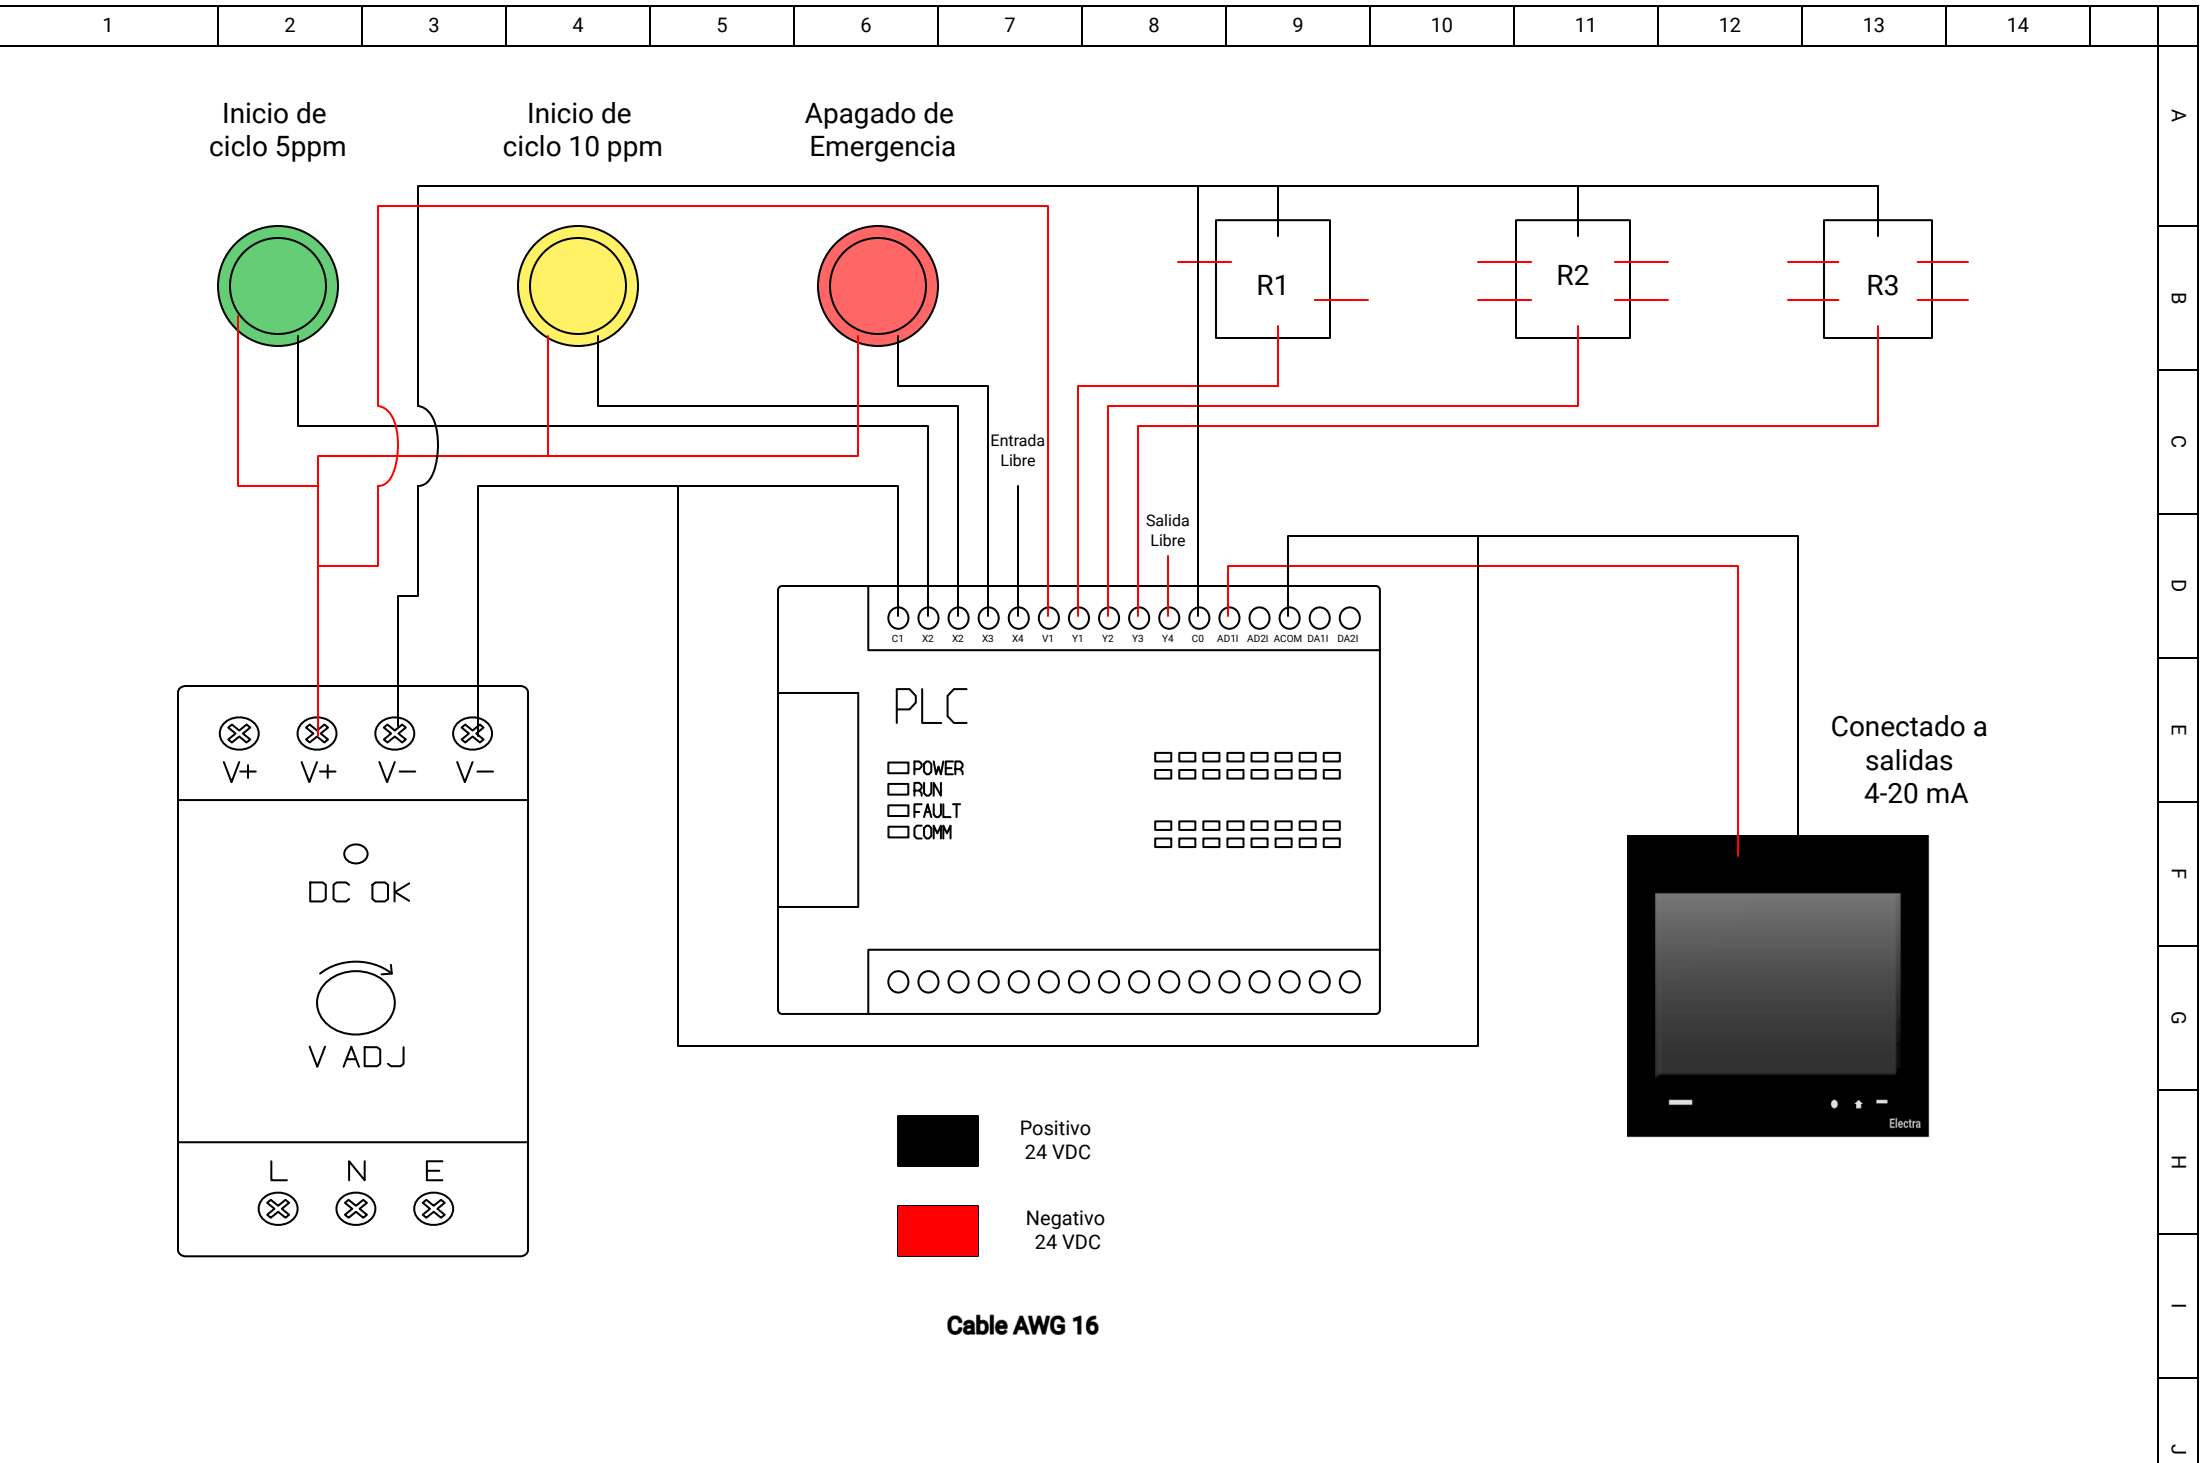 1 2 3 4 5 6 7 8 9 10 11 12 13 14
A
B
C
D
E
F
G
H
I
J
Inicio de
ciclo 5ppm
Inicio de
ciclo 10 ppm
Apagado de
Emergencia
R1
R2
R3
Entrada
Libre
Salida
Libre
C1 X2 X2 X3 X4 V1 Y1 Y2 Y3 Y4 C0 AD1I AD2I ACOM DA1I DA2I
PLC
POWER
RUN
FAULT
COMM
V+ V+ V- V-
DC OK
V ADJ
L N E
Conectado a
salidas
4-20 mA
Electra
Positivo
24 VDC
Negativo
24 VDC
Cable AWG 16